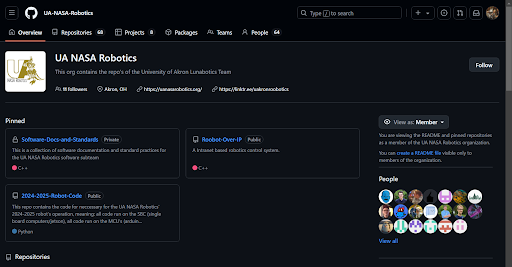 UA-NASA-Robotics
Type / to search
Overview
Repositories 68
Projects 8
Packages
Teams
People 64
UA NASA Robotics
This org contains the repo's of the University of Akron Lunabotics Team
Follow
11 followers
Akron, OH
https://uanasarobotics.org/
https://linktr.ee/uakronroobotics
Pinned
Software-Docs-and-Standards Private
This is a collection of software documentation and standard practices for
the UA NASA Robotics software subteam
C++
Roobot-Over-IP Public
A intranet based robotics control system.
C++
2024-2025-Robot-Code Public
This repo contains the code for neccessary for the UA NASA Robotics'
2024-2025 robot's operation, meaning; all code run on the SBC (single
board computer/Jetson), all code run on the MCU's (eduin...
Python
View as: Member
You are viewing the README and pinned repositories
as a member of the UA NASA Robotics organization.
You can create a README file visible only to
members of the organization.
People
View all
Repositories